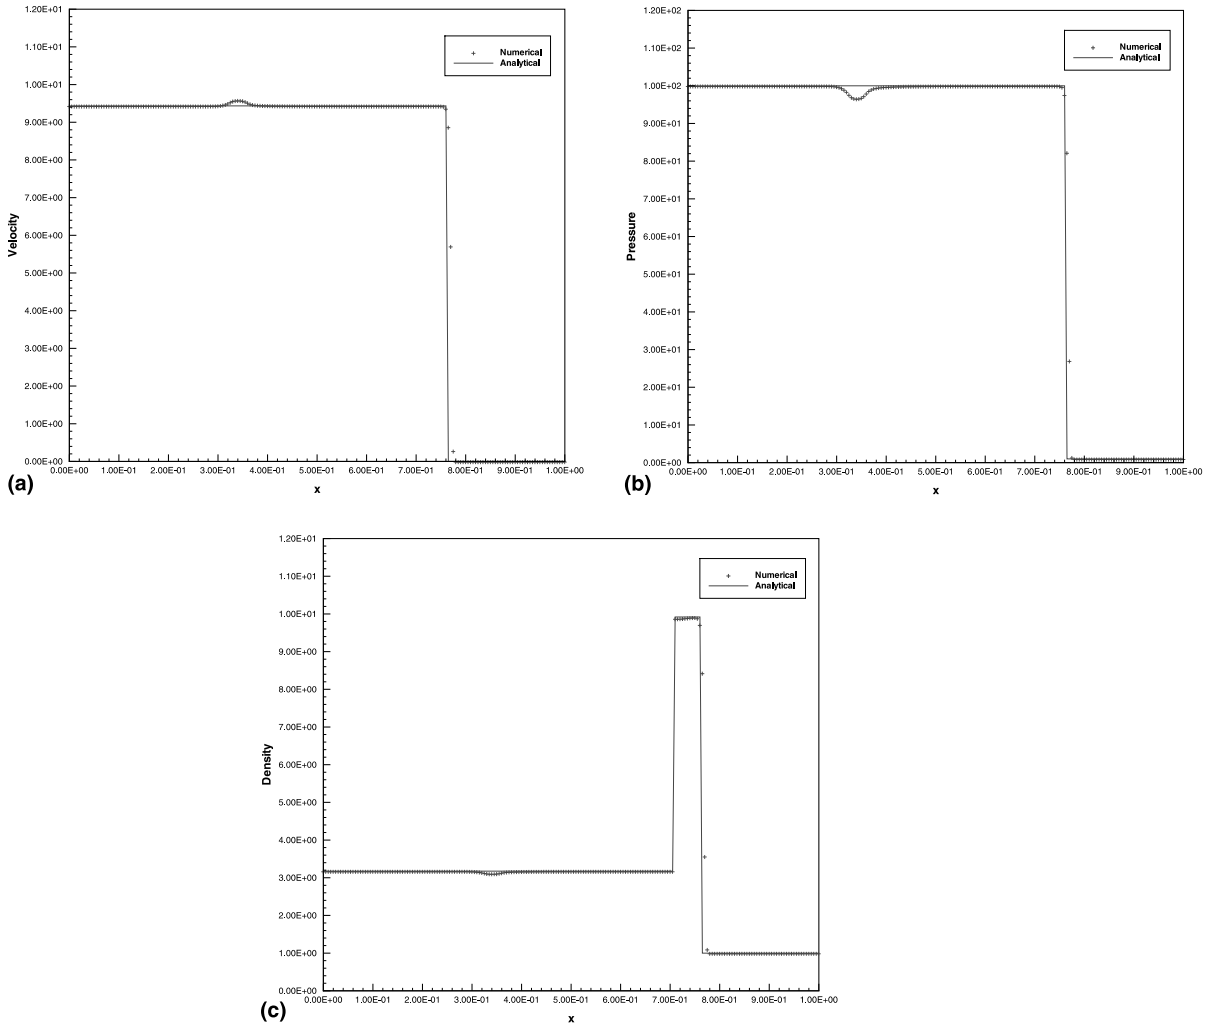 1.20E+01
1.10E+01
1.00E+01
9.00E+00
8.00E+00
7.00E+00
6.00E+00
5.00E+00
4.00E+00
3.00E+00
2.00E+00
1.00E+00
0.00E+00
Velocity
Numerical
Analytical
0.00E+00 1.00E-01 2.00E-01 3.00E-01 4.00E-01 5.00E-01 6.00E-01 7.00E-01 8.00E-01 9.00E-01 1.00E+00
x
(a)
1.20E+02
1.10E+02
1.00E+02
9.00E+01
8.00E+01
7.00E+01
6.00E+01
5.00E+01
4.00E+01
3.00E+01
2.00E+01
1.00E+01
0.00E+00
Pressure
Numerical
Analytical
0.00E+00 1.00E-01 2.00E-01 3.00E-01 4.00E-01 5.00E-01 6.00E-01 7.00E-01 8.00E-01 9.00E-01 1.00E+00
x
(b)
1.20E+01
1.10E+01
1.00E+01
9.00E+00
8.00E+00
7.00E+00
6.00E+00
5.00E+00
4.00E+00
3.00E+00
2.00E+00
1.00E+00
0.00E+00
Density
Numerical
Analytical
0.00E+00 1.00E-01 2.00E-01 3.00E-01 4.00E-01 5.00E-01 6.00E-01 7.00E-01 8.00E-01 9.00E-01 1.00E+00
x
(c)